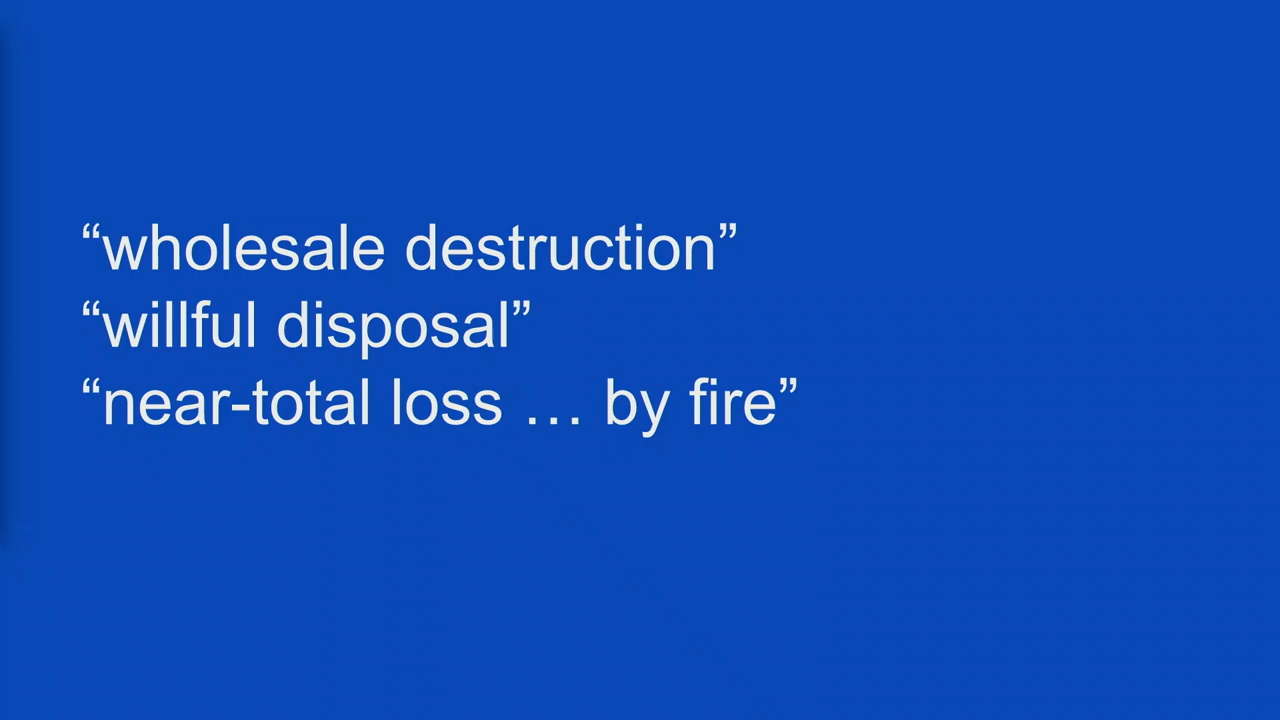 “wholesale destruction”
“willful disposal”
“near-total loss … by fire”